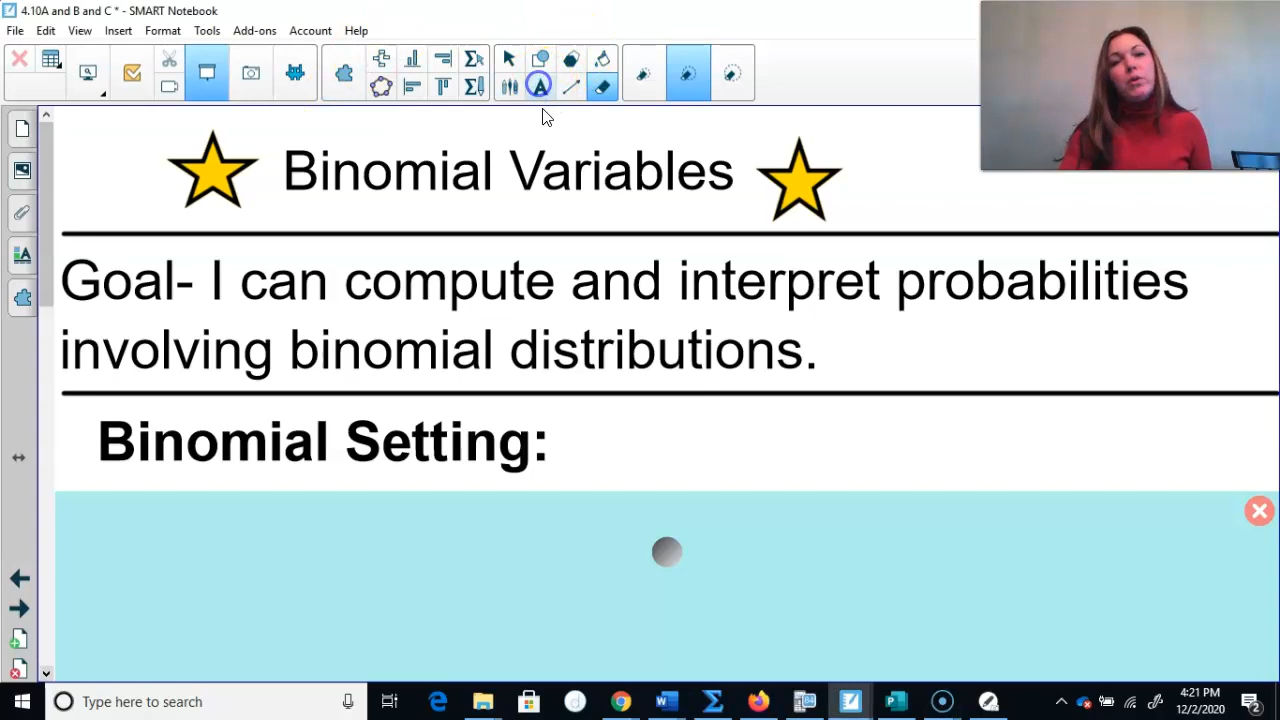 4.10A and B and C * - SMART Notebook
File Edit View Insert Format Tools Add-ons Account Help
Binomial Variables
Goal- I can compute and interpret probabilities
involving binomial distributions.
Binomial Setting:
Type here to search
4:21 PM
12/2/2020
2